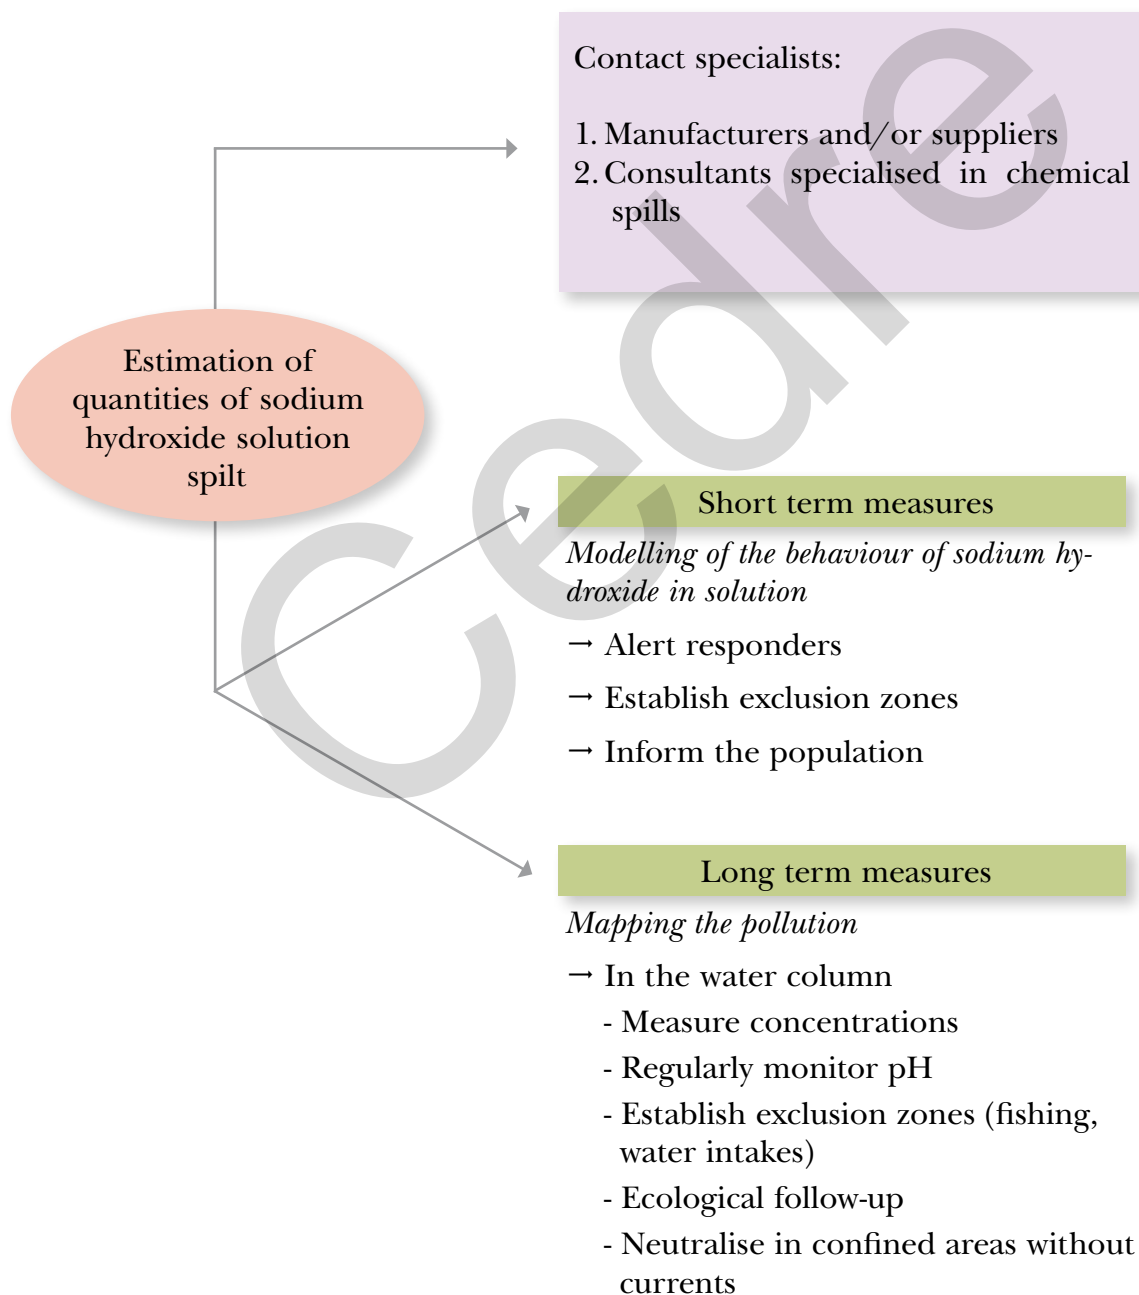 Contact specialists:
1. Manufacturers and/or suppliers
2. Consultants specialised in chemical
spills
Estimation of
quantities of sodium
hydroxide solution
spilt
Short term measures
Modelling of the behaviour of sodium hy-
droxide in solution
→ Alert responders
→ Establish exclusion zones
→ Inform the population
Long term measures
Mapping the pollution
→ In the water column
- Measure concentrations
- Regularly monitor pH
- Establish exclusion zones (fishing,
water intakes)
- Ecological follow-up
- Neutralise in confined areas without
currents
Cedre